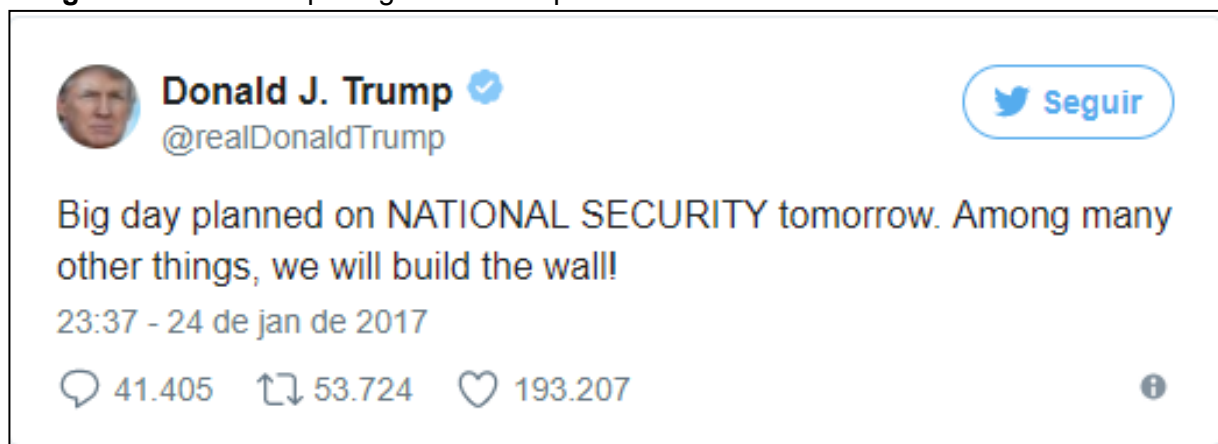 Donald J. Trump
@realDonaldTrump
Seguir
Big day planned on NATIONAL SECURITY tomorrow. Among many
other things, we will build the wall!
23:37 - 24 de jan de 2017
41.405 53.724 193.207